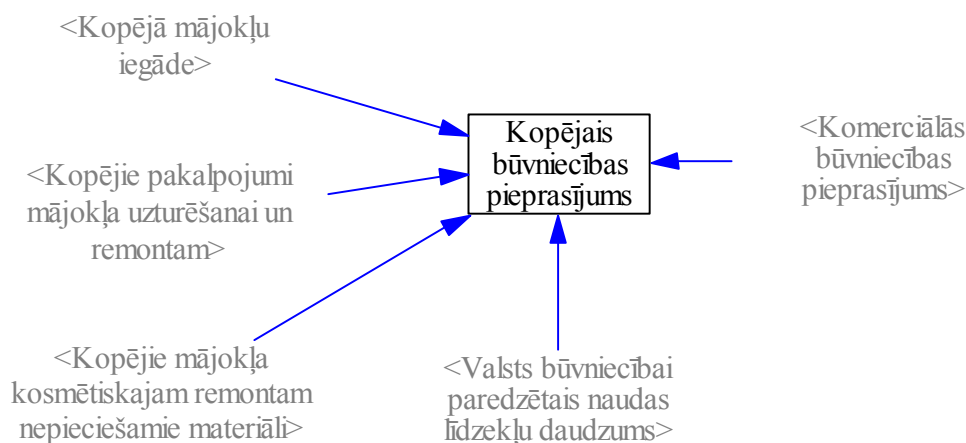 <Kopējā mājokļu
iegāde>
Kopējais
būvniecības
pieprasījums
<Komerciālās
būvniecības
pieprasījums>
<Kopējie pakalpojumi
mājokļa uzturēšanai un
remontam>
<Kopējie mājokļa
kosmētiskajam remontam
nepieciešamie materiāli>
<Valsts būvniecībai
paredzētais naudas
līdzekļu daudzums>